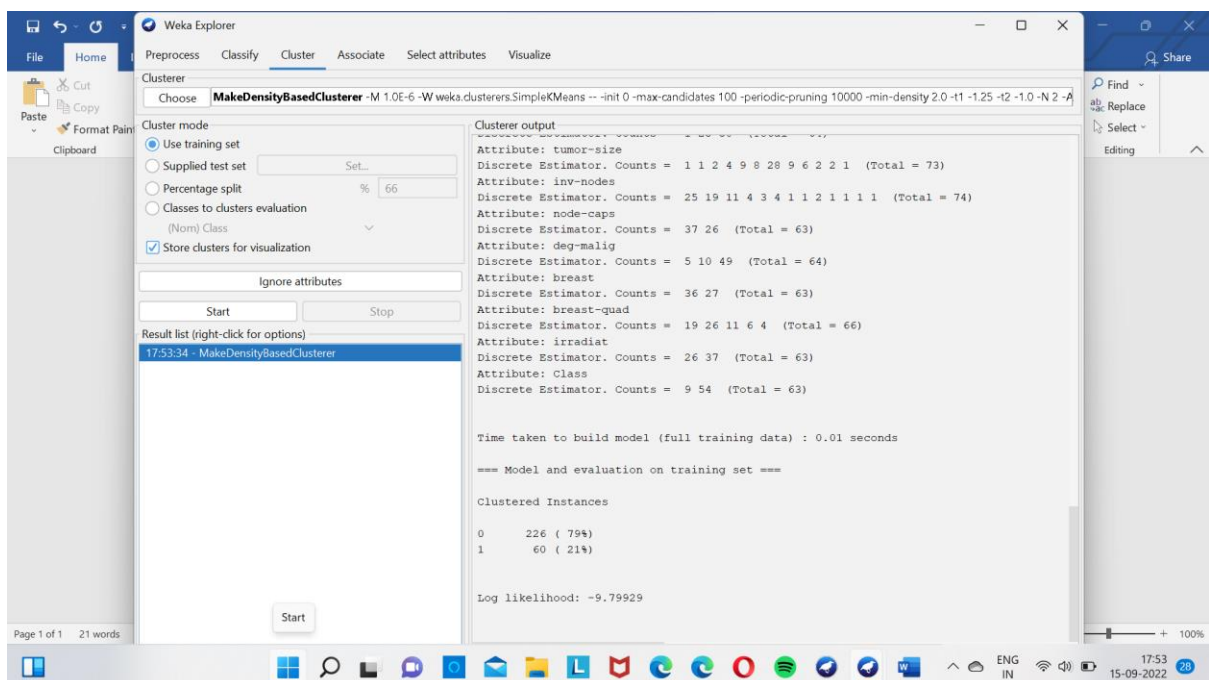 Weka Explorer
File Home
Share
Preprocess Classify Cluster Associate Select attributes Visualize
Cut
Copy
Paste
Format Pain
Clipboard
Find
Replace
Select
Editing
Clusterer
Choose MakeDensityBasedClusterer -M 1.0E-6 -W weka.clusterers.SimpleKMeans -- -init 0 -max-candidates 100 -periodic-pruning 10000 -min-density 2.0 -t1 -1.25 -t2 -1.0 -N 2 -A
Cluster mode
Use training set
Supplied test set Set...
Percentage split % 66
Classes to clusters evaluation
(Nom) Class
Store clusters for visualization
Ignore attributes
Start Stop
Result list (right-click for options)
17:53:34 - MakeDensityBasedClusterer
Start
Clusterer output
Attribute: tumor-size
Discrete Estimator. Counts = 1 1 2 4 9 8 28 9 6 2 2 1 (Total = 73)
Attribute: inv-nodes
Discrete Estimator. Counts = 25 19 11 4 3 4 1 1 2 1 1 1 1 (Total = 74)
Attribute: node-caps
Discrete Estimator. Counts = 37 26 (Total = 63)
Attribute: deg-malig
Discrete Estimator. Counts = 5 10 49 (Total = 64)
Attribute: breast
Discrete Estimator. Counts = 36 27 (Total = 63)
Attribute: breast-quad
Discrete Estimator. Counts = 19 26 11 6 4 (Total = 66)
Attribute: irradiat
Discrete Estimator. Counts = 26 37 (Total = 63)
Attribute: Class
Discrete Estimator. Counts = 9 54 (Total = 63)
Time taken to build model (full training data) : 0.01 seconds
=== Model and evaluation on training set ===
Clustered Instances
0 226 ( 79%)
1 60 ( 21%)
Log likelihood: -9.79929
Page 1 of 1 21 words
100%
ENG
IN
17:53
15-09-2022
28